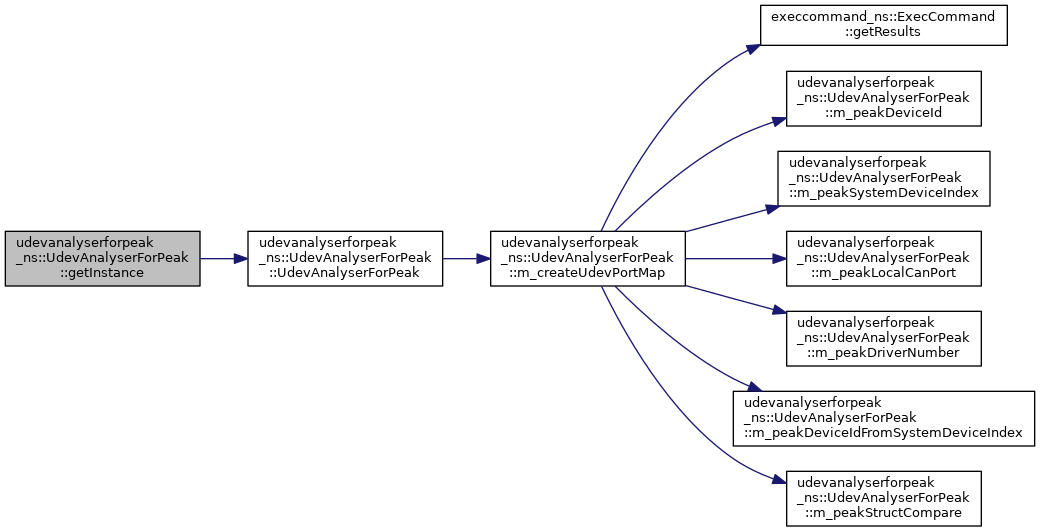 udevanalyserforpeak
_ns::UdevAnalyserForPeak
::getInstance
udevanalyserforpeak
_ns::UdevAnalyserForPeak
::UdevAnalyserForPeak
udevanalyserforpeak
_ns::UdevAnalyserForPeak
::m_createUdevPortMap
execcommand_ns::ExecCommand
::getResults
udevanalyserforpeak
_ns::UdevAnalyserForPeak
::m_peakDeviceId
udevanalyserforpeak
_ns::UdevAnalyserForPeak
::m_peakSystemDeviceIndex
udevanalyserforpeak
_ns::UdevAnalyserForPeak
::m_peakLocalCanPort
udevanalyserforpeak
_ns::UdevAnalyserForPeak
::m_peakDriverNumber
udevanalyserforpeak
_ns::UdevAnalyserForPeak
::m_peakDeviceIdFromSystemDeviceIndex
udevanalyserforpeak
_ns::UdevAnalyserForPeak
::m_peakStructCompare